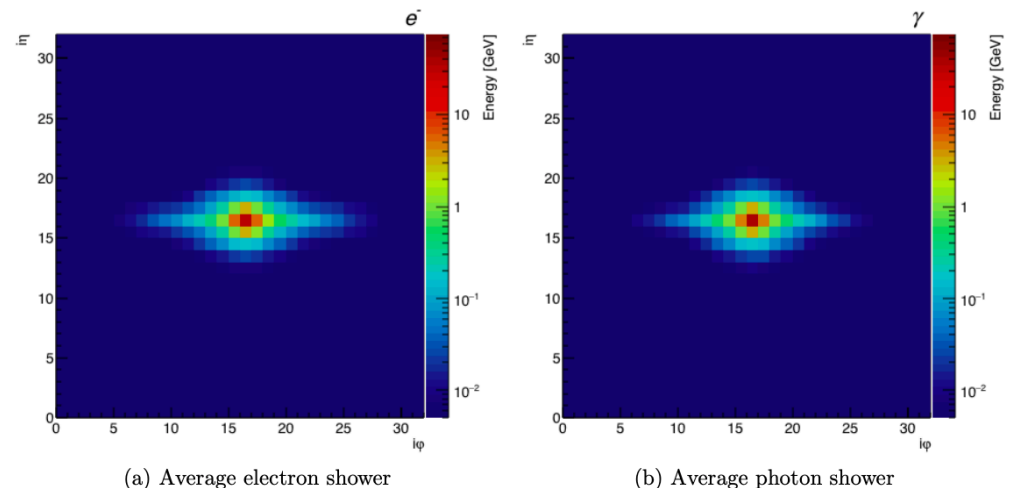 e⁻
γ
iη
30
25
20
15
10
5
0
0 5 10 15 20 25 30
iφ
Energy [GeV]
10
1
10⁻¹
10⁻²
iη
30
25
20
15
10
5
0
0 5 10 15 20 25 30
iφ
Energy [GeV]
10
1
10⁻¹
10⁻²
(a) Average electron shower
(b) Average photon shower